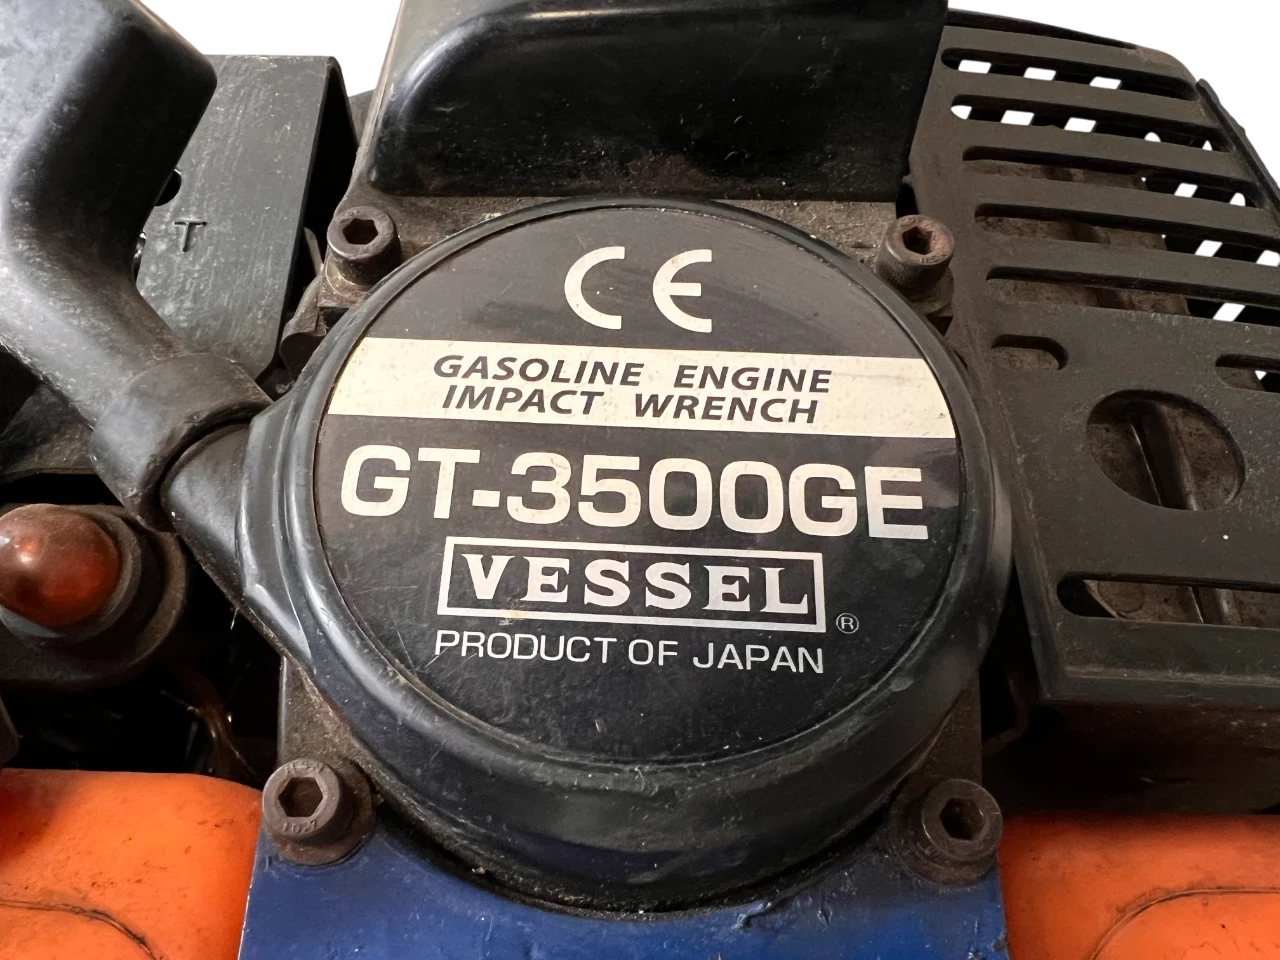 T
CE
GASOLINE ENGINE
IMPACT WRENCH
GT-3500GE
VESSEL ®
PRODUCT OF JAPAN